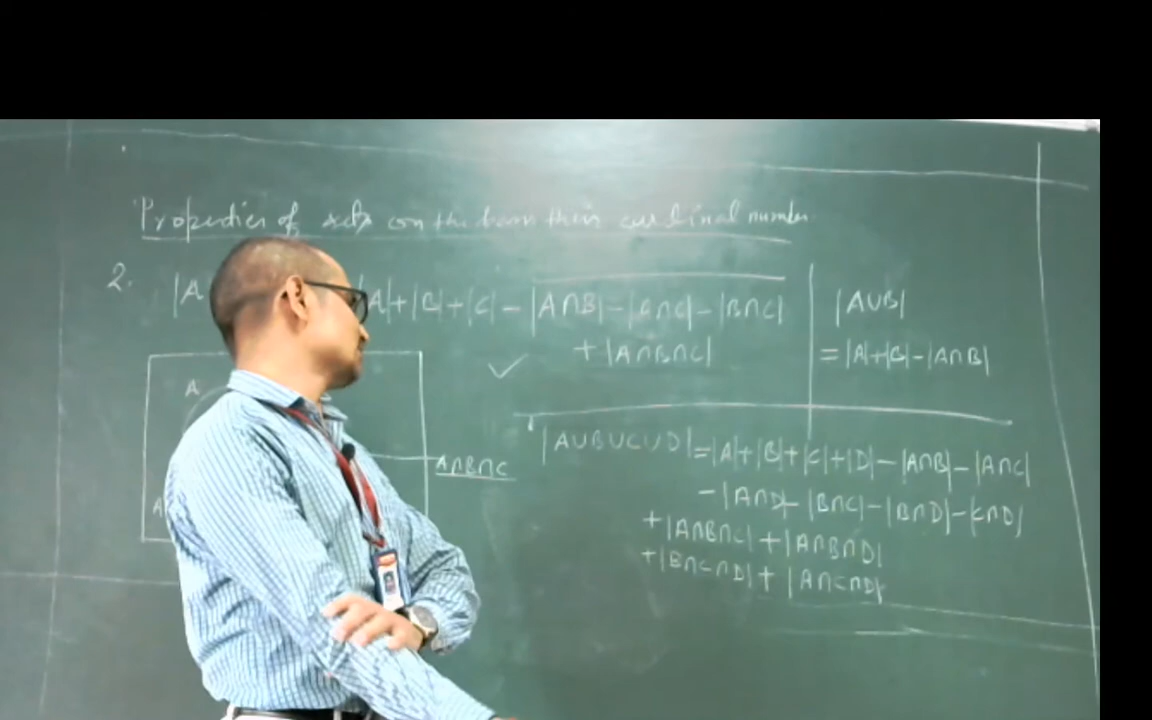 Properties of sets on the basis their cardinal number.
2. |A |A|+|B|+|C|-|A∩B|-|A∩C|-|B∩C|
+|A∩B∩C|
|A∪B|
=|A|+|B|-|A∩B|
A
A∩B∩C
A
|A∪B∪C∪D|=|A|+|B|+|C|+|D|-|A∩B|-|A∩C|
-|A∩D|-|B∩C|-|B∩D|-|C∩D|
+|A∩B∩C|+|A∩B∩D|
+|B∩C∩D|+|A∩C∩D|